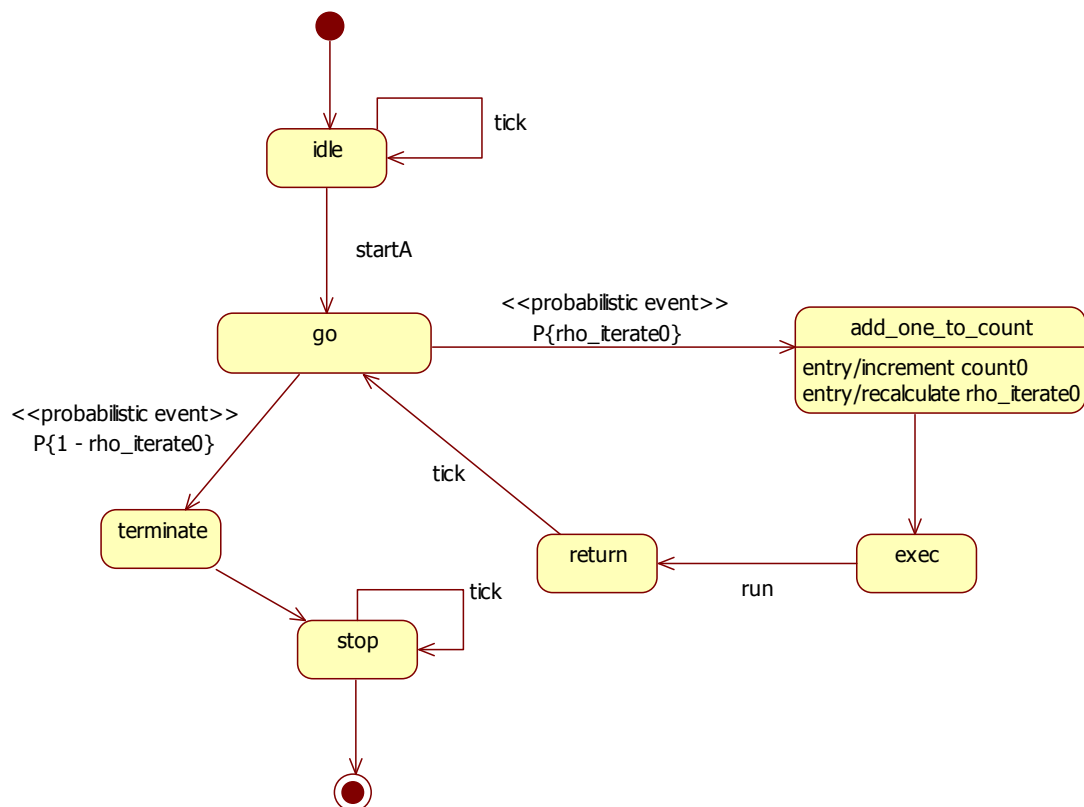 tick
idle
startA
<<probabilistic event>>
P{rho_iterate0}
go
add_one_to_count
entry/increment count0
entry/recalculate rho_iterate0
<<probabilistic event>>
P{1 - rho_iterate0}
tick
terminate
return
exec
run
tick
stop